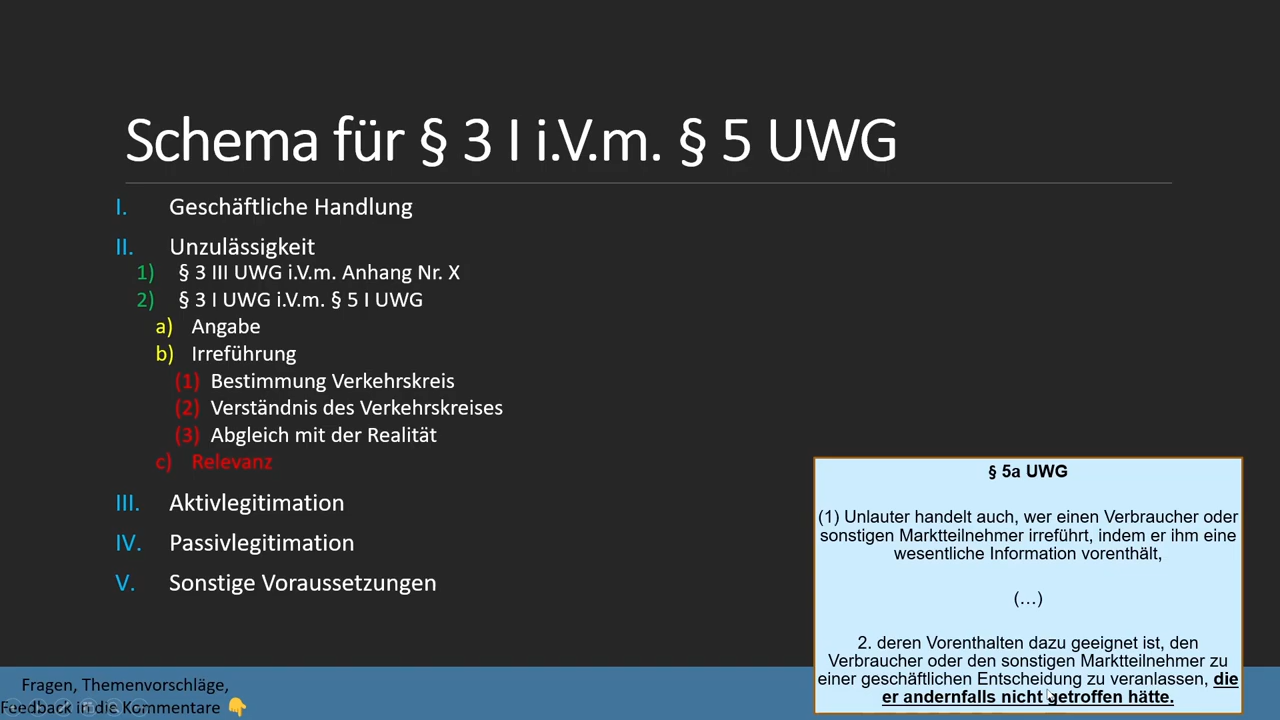 Schema für § 3 I i.V.m. § 5 UWG
I. Geschäftliche Handlung
II. Unzulässigkeit
1) § 3 III UWG i.V.m. Anhang Nr. X
2) § 3 I UWG i.V.m. § 5 I UWG
a) Angabe
b) Irreführung
(1) Bestimmung Verkehrskreis
(2) Verständnis des Verkehrskreises
(3) Abgleich mit der Realität
c) Relevanz
III. Aktivlegitimation
IV. Passivlegitimation
V. Sonstige Voraussetzungen
§ 5a UWG
(1) Unlauter handelt auch, wer einen Verbraucher oder
sonstigen Marktteilnehmer irreführt, indem er ihm eine
wesentliche Information vorenthält,
(…)
2. deren Vorenthalten dazu geeignet ist, den
Verbraucher oder den sonstigen Marktteilnehmer zu
einer geschäftlichen Entscheidung zu veranlassen, die
er andernfalls nicht getroffen hätte.
Fragen, Themenvorschläge,
Feedback in die Kommentare 👇